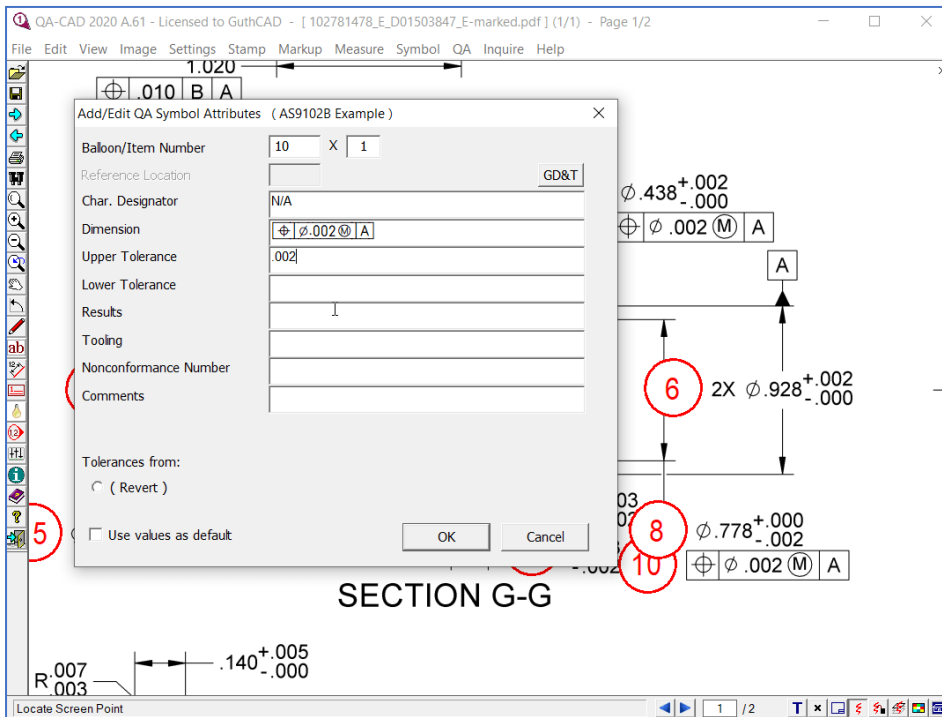 QA-CAD 2020 A.61 - Licensed to GuthCAD - [ 102781478_E_D01503847_E-marked.pdf ] (1/1) - Page 1/2
File Edit View Image Settings Stamp Markup Measure Symbol QA Inquire Help
1.020
⌖ .010 B A
Add/Edit QA Symbol Attributes ( AS9102B Example )
Balloon/Item Number 10 X 1
Reference Location GD&T
Char. Designator N/A
Dimension ⌖ ⌀.002Ⓜ A
Upper Tolerance .002
Lower Tolerance
Results
Tooling
Nonconformance Number
Comments
Tolerances from:
( Revert )
Use values as default
OK Cancel
⌀.438 +.002
-.000
⌖ ⌀ .002 Ⓜ A
A
6 2X ⌀.928 +.002
-.000
5
8 ⌀.778 +.000
-.002
10 ⌖ ⌀ .002 Ⓜ A
SECTION G-G
.140 +.005
-.000
R .007
.003
Locate Screen Point 1 /2